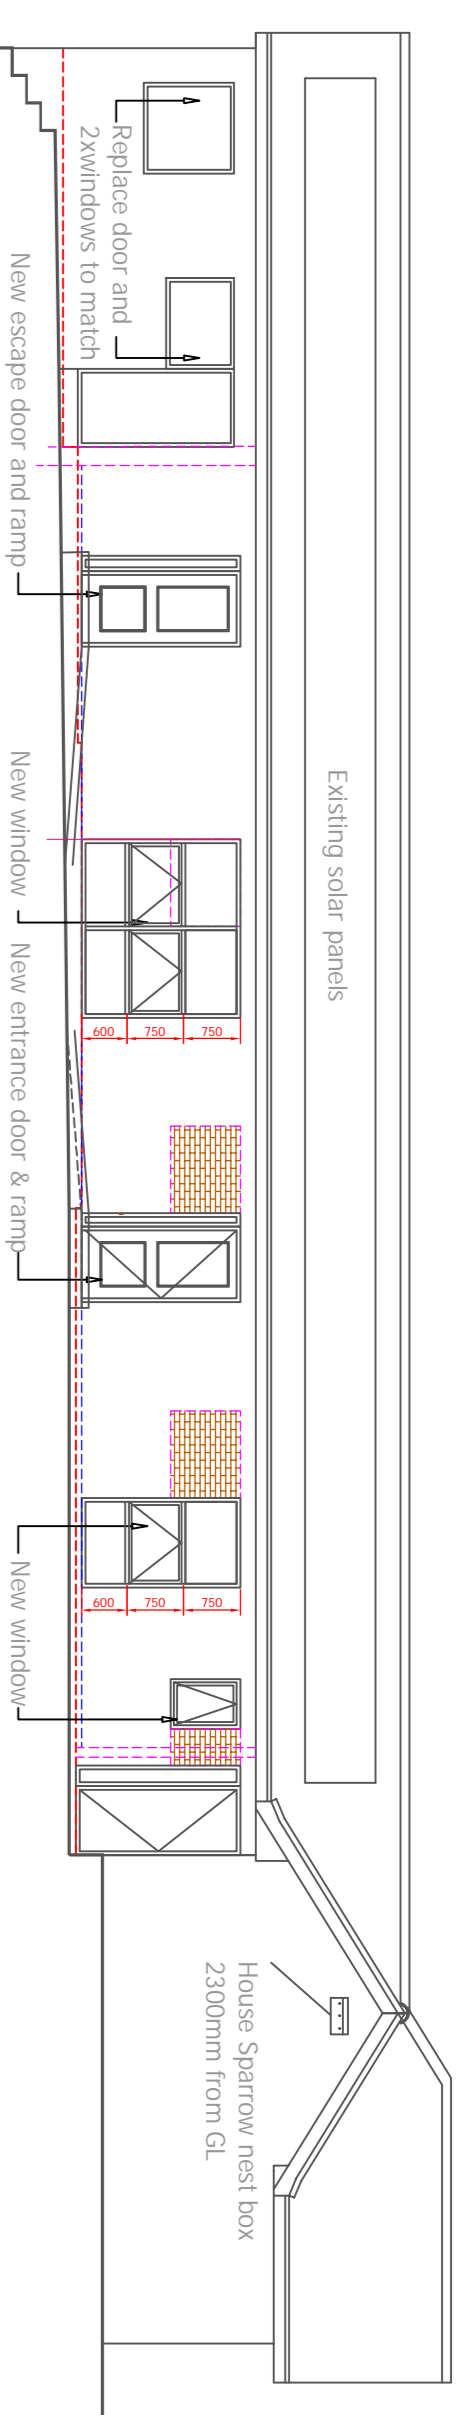 Existing solar panels
Replace door and
2xwindows to match
New escape door and ramp
New window
New entrance door & ramp
600
750
750
600
750
750
New window
House Sparrow nest box
2300mm from GL